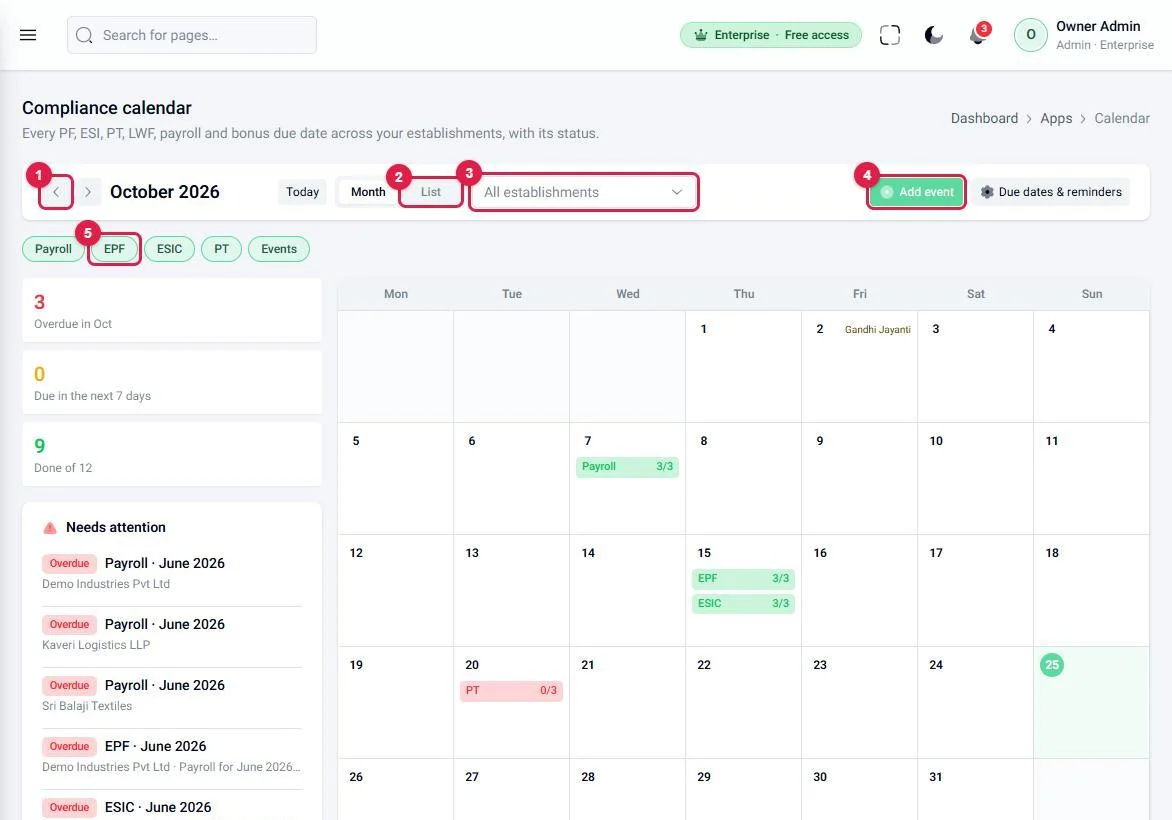 Search for pages...
Enterprise · Free access
3
O
Owner Admin
Admin · Enterprise
Compliance calendar
Every PF, ESI, PT, LWF, payroll and bonus due date across your establishments, with its status.
Dashboard > Apps > Calendar
1
October 2026
Today
Month
2
List
3
All establishments
4
Add event
Due dates & reminders
Payroll
5
EPF
ESIC
PT
Events
3
Overdue in Oct
0
Due in the next 7 days
9
Done of 12
Needs attention
Overdue Payroll · June 2026
Demo Industries Pvt Ltd
Overdue Payroll · June 2026
Kaveri Logistics LLP
Overdue Payroll · June 2026
Sri Balaji Textiles
Overdue EPF · June 2026
Demo Industries Pvt Ltd · Payroll for June 2026...
Overdue ESIC · June 2026
Mon Tue Wed Thu Fri Sat Sun
1 2 Gandhi Jayanti 3 4
5 6 7 8 9 10 11
Payroll 3/3
12 13 14 15 16 17 18
EPF 3/3
ESIC 3/3
19 20 21 22 23 24 25
PT 0/3
26 27 28 29 30 31